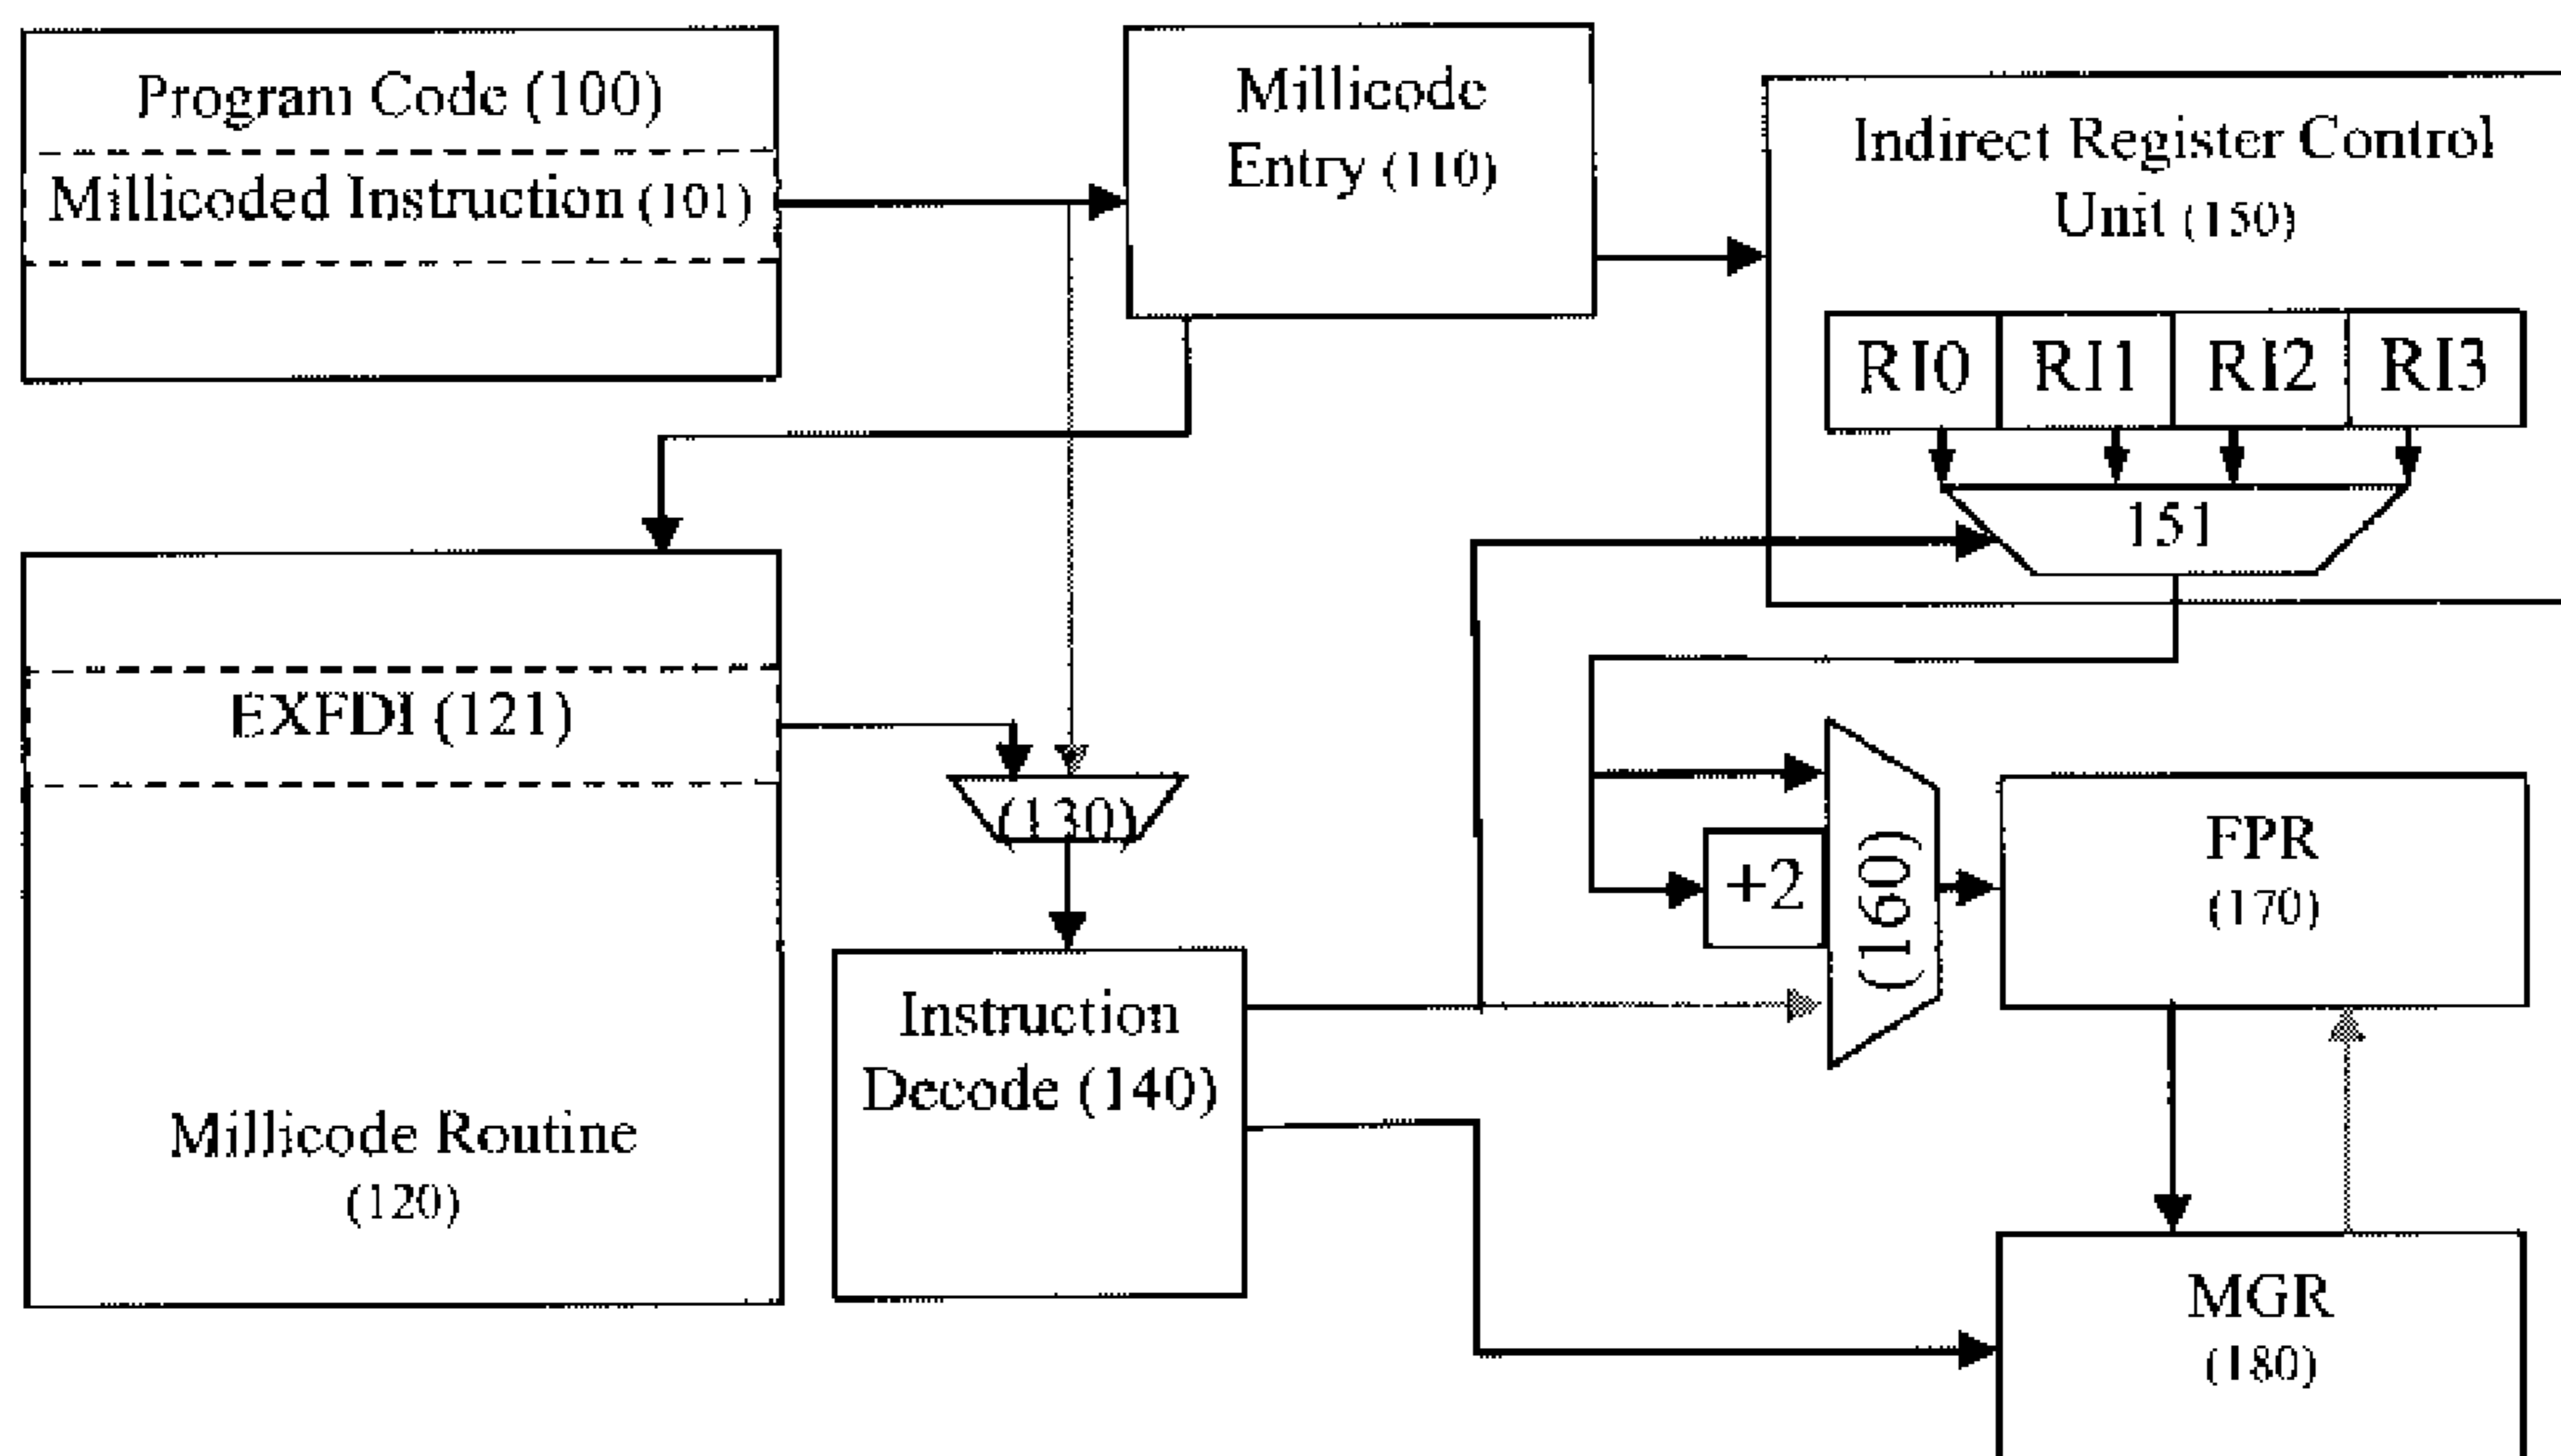 Program Code (100)
Millicoded Instruction (101)
Millicode
Entry (110)
Indirect Register Control
Unit (150)
RI0 RI1 RI2 RI3
151
EXFDI (121)
(130)
+2
(160)
FPR
(170)
Instruction
Decode (140)
Millicode Routine
(120)
MGR
(180)